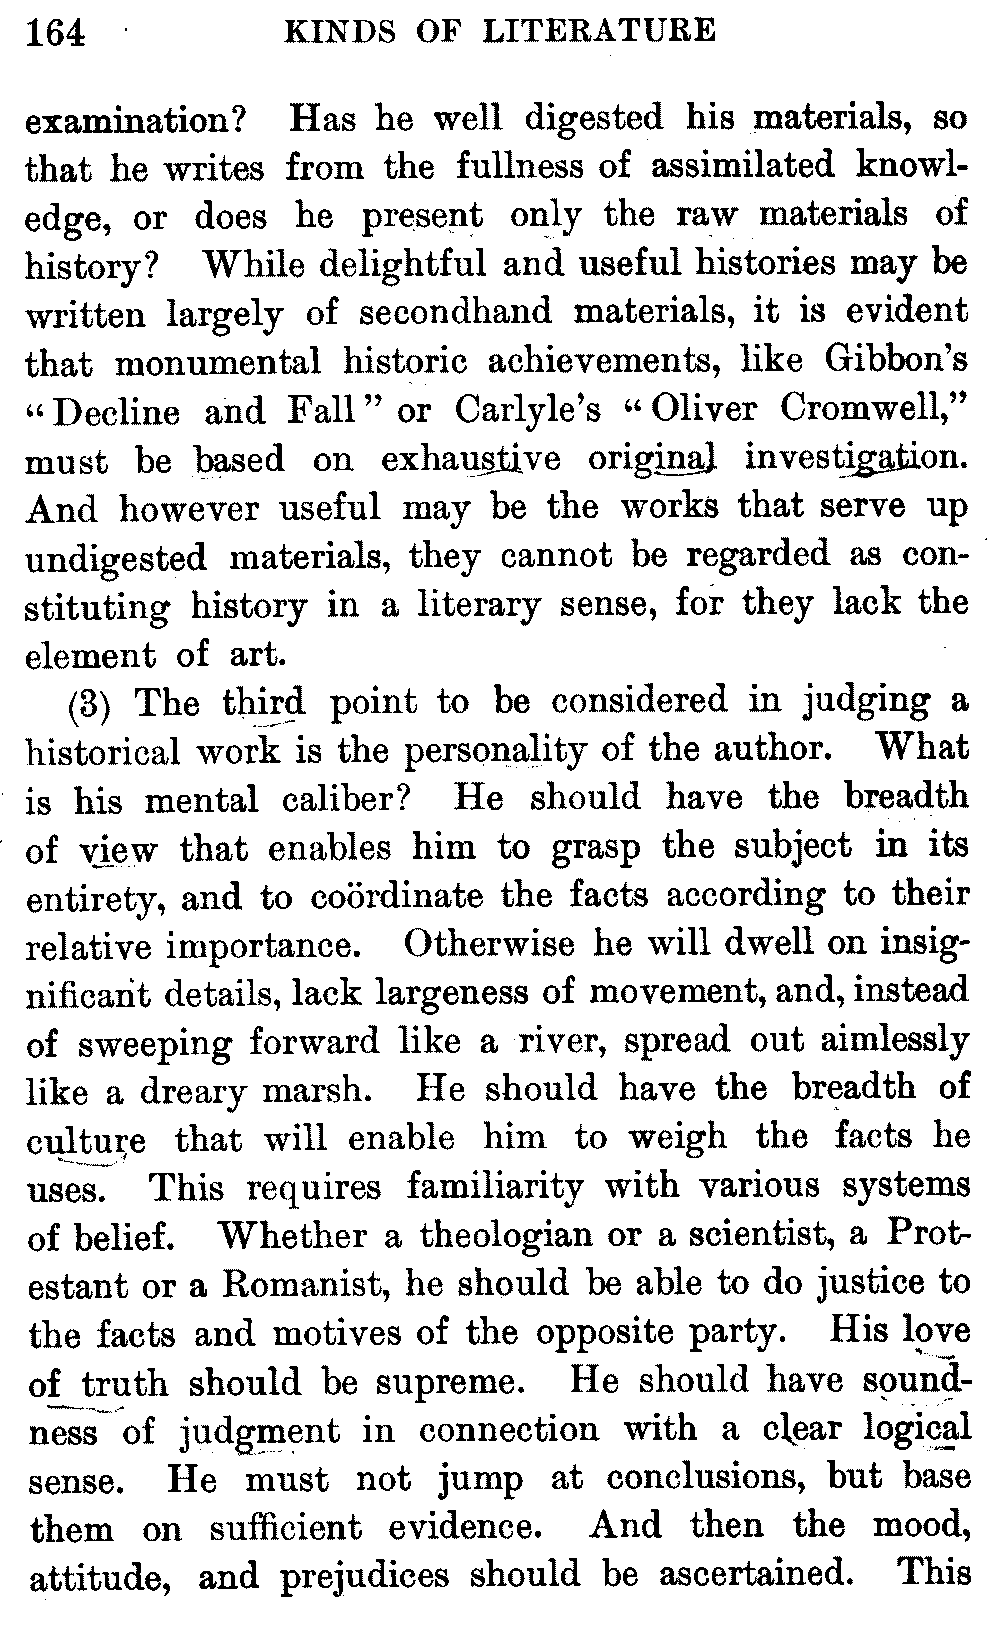 164 KINDS OF LITERATURE
examination? Has he well digested his materials, so
that he writes from the fullness of assimilated knowl-
edge, or does he present only the raw materials of
history? While delightful and useful histories may be
written largely of secondhand materials, it is evident
that monumental historic achievements, like Gibbon's
"Decline and Fall" or Carlyle's "Oliver Cromwell,"
must be based on exhaustive original investigation.
And however useful may be the works that serve up
undigested materials, they cannot be regarded as con-
stituting history in a literary sense, for they lack the
element of art.
(3) The third point to be considered in judging a
historical work is the personality of the author. What
is his mental caliber? He should have the breadth
of view that enables him to grasp the subject in its
entirety, and to coördinate the facts according to their
relative importance. Otherwise he will dwell on insig-
nificant details, lack largeness of movement, and, instead
of sweeping forward like a river, spread out aimlessly
like a dreary marsh. He should have the breadth of
culture that will enable him to weigh the facts he
uses. This requires familiarity with various systems
of belief. Whether a theologian or a scientist, a Prot-
estant or a Romanist, he should be able to do justice to
the facts and motives of the opposite party. His love
of truth should be supreme. He should have sound-
ness of judgment in connection with a clear logical
sense. He must not jump at conclusions, but base
them on sufficient evidence. And then the mood,
attitude, and prejudices should be ascertained. This